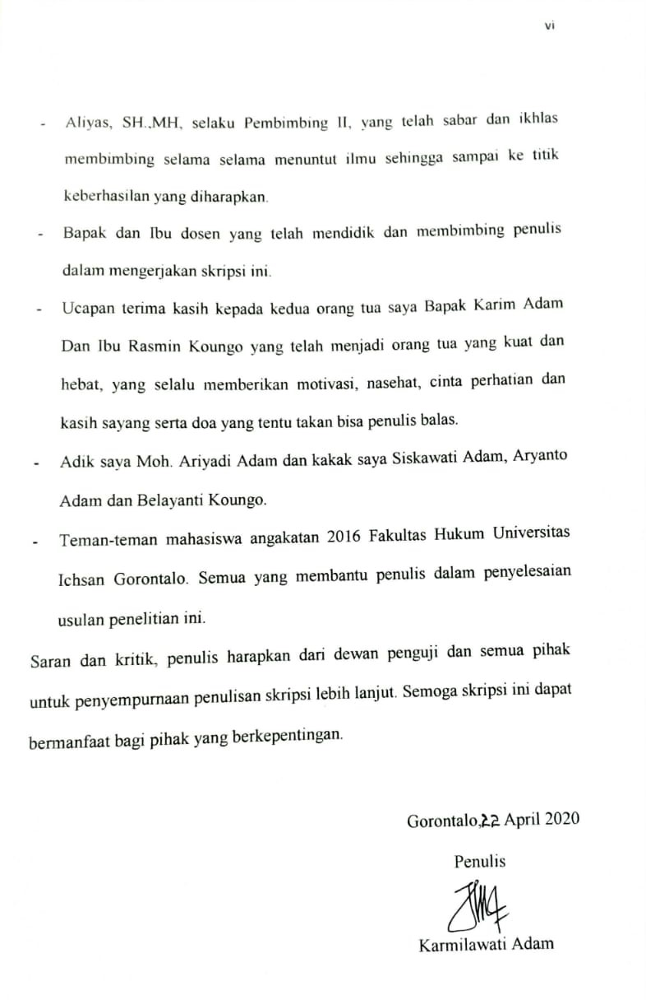 vi
- Aliyas, SH.,MH, selaku Pembimbing II, yang telah sabar dan ikhlas
membimbing selama selama menuntut ilmu sehingga sampai ke titik
keberhasilan yang diharapkan.
- Bapak dan Ibu dosen yang telah mendidik dan membimbing penulis
dalam mengerjakan skripsi ini.
- Ucapan terima kasih kepada kedua orang tua saya Bapak Karim Adam
Dan Ibu Rasmin Koungo yang telah menjadi orang tua yang kuat dan
hebat, yang selalu memberikan motivasi, nasehat, cinta perhatian dan
kasih sayang serta doa yang tentu takan bisa penulis balas.
- Adik saya Moh. Ariyadi Adam dan kakak saya Siskawati Adam, Aryanto
Adam dan Belayanti Koungo.
- Teman-teman mahasiswa angakatan 2016 Fakultas Hukum Universitas
Ichsan Gorontalo. Semua yang membantu penulis dalam penyelesaian
usulan penelitian ini.
Saran dan kritik, penulis harapkan dari dewan penguji dan semua pihak
untuk penyempurnaan penulisan skripsi lebih lanjut. Semoga skripsi ini dapat
bermanfaat bagi pihak yang berkepentingan.
Gorontalo,22 April 2020
Penulis
Karmilawati Adam